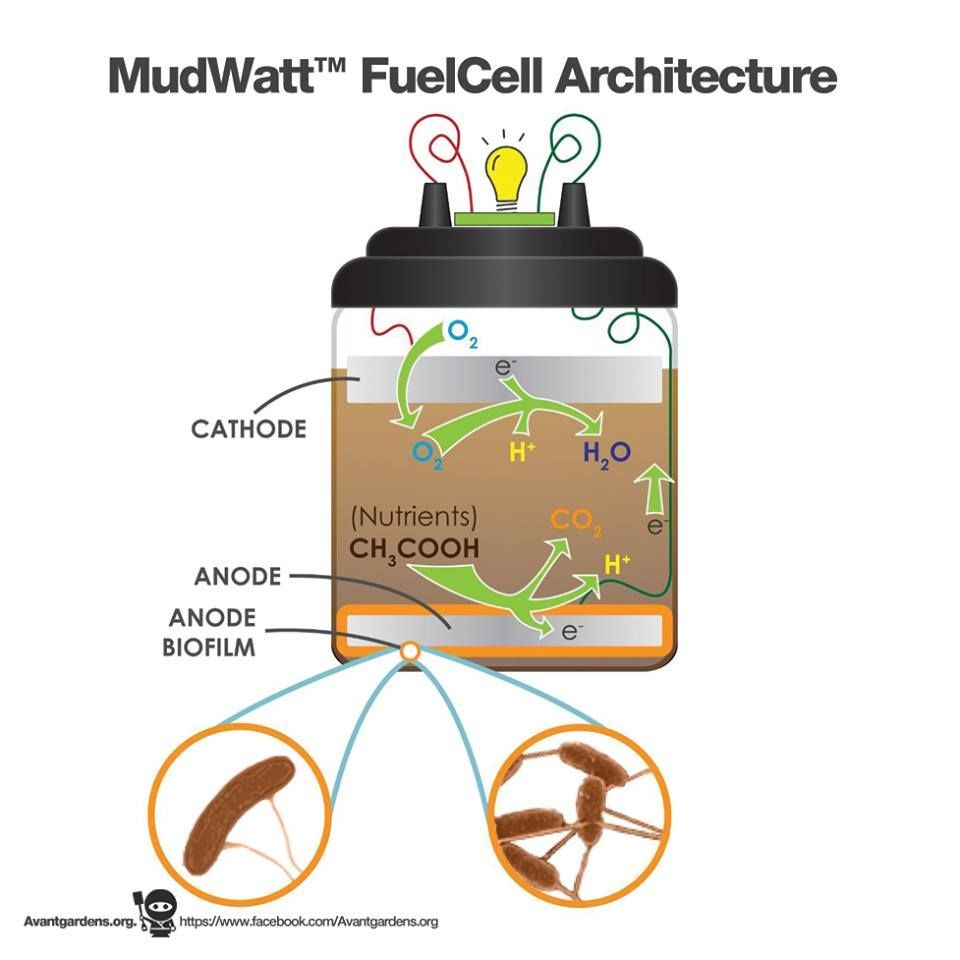 MudWatt™ FuelCell Architecture
O₂
e⁻
CATHODE
O₂
H⁺
H₂O
(Nutrients)
CH₃COOH
CO₂
e⁻
H⁺
ANODE
ANODE
BIOFILM
e⁻
Avantgardens.org. https://www.facebook.com/Avantgardens.org